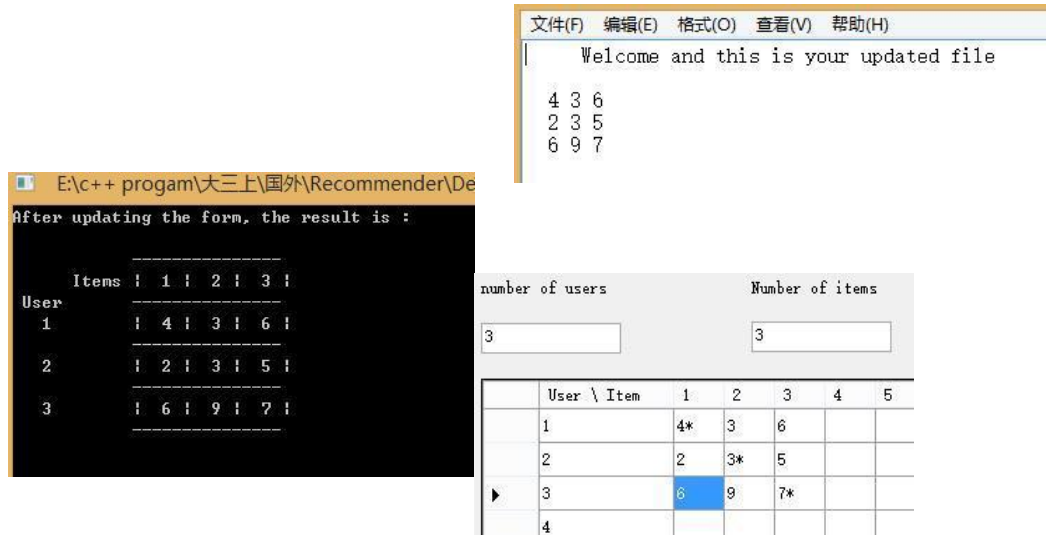 文件(F) 编辑(E) 格式(O) 查看(V) 帮助(H)
Welcome and this is your updated file
4 3 6
2 3 5
6 9 7
E:\c++ progam\大三上\国外\Recommender\De
After updating the form, the result is :
Items | 1 | 2 | 3 |
User
1 | 4 | 3 | 6 |
2 | 2 | 3 | 5 |
3 | 6 | 9 | 7 |
number of users Number of items
3 3
User \ Item 1 2 3 4 5
1 4* 3 6
2 2 3* 5
3 6 9 7*
4